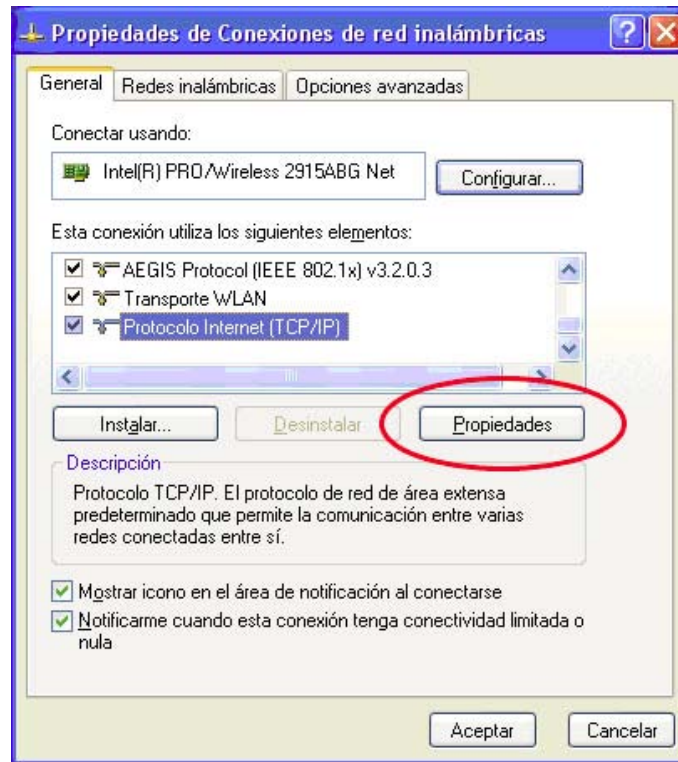 Propiedades de Conexiones de red inalámbricas
General
Redes inalámbricas
Opciones avanzadas
Conectar usando:
Intel(R) PRO/Wireless 2915ABG Net
Configurar...
Esta conexión utiliza los siguientes elementos:
AEGIS Protocol (IEEE 802.1x) v3.2.0.3
Transporte WLAN
Protocolo Internet (TCP/IP)
Instalar...
Desinstalar
Propiedades
Descripción
Protocolo TCP/IP. El protocolo de red de área extensa
predeterminado que permite la comunicación entre varias
redes conectadas entre sí.
Mostrar icono en el área de notificación al conectarse
Notificarme cuando esta conexión tenga conectividad limitada o
nula
Aceptar
Cancelar